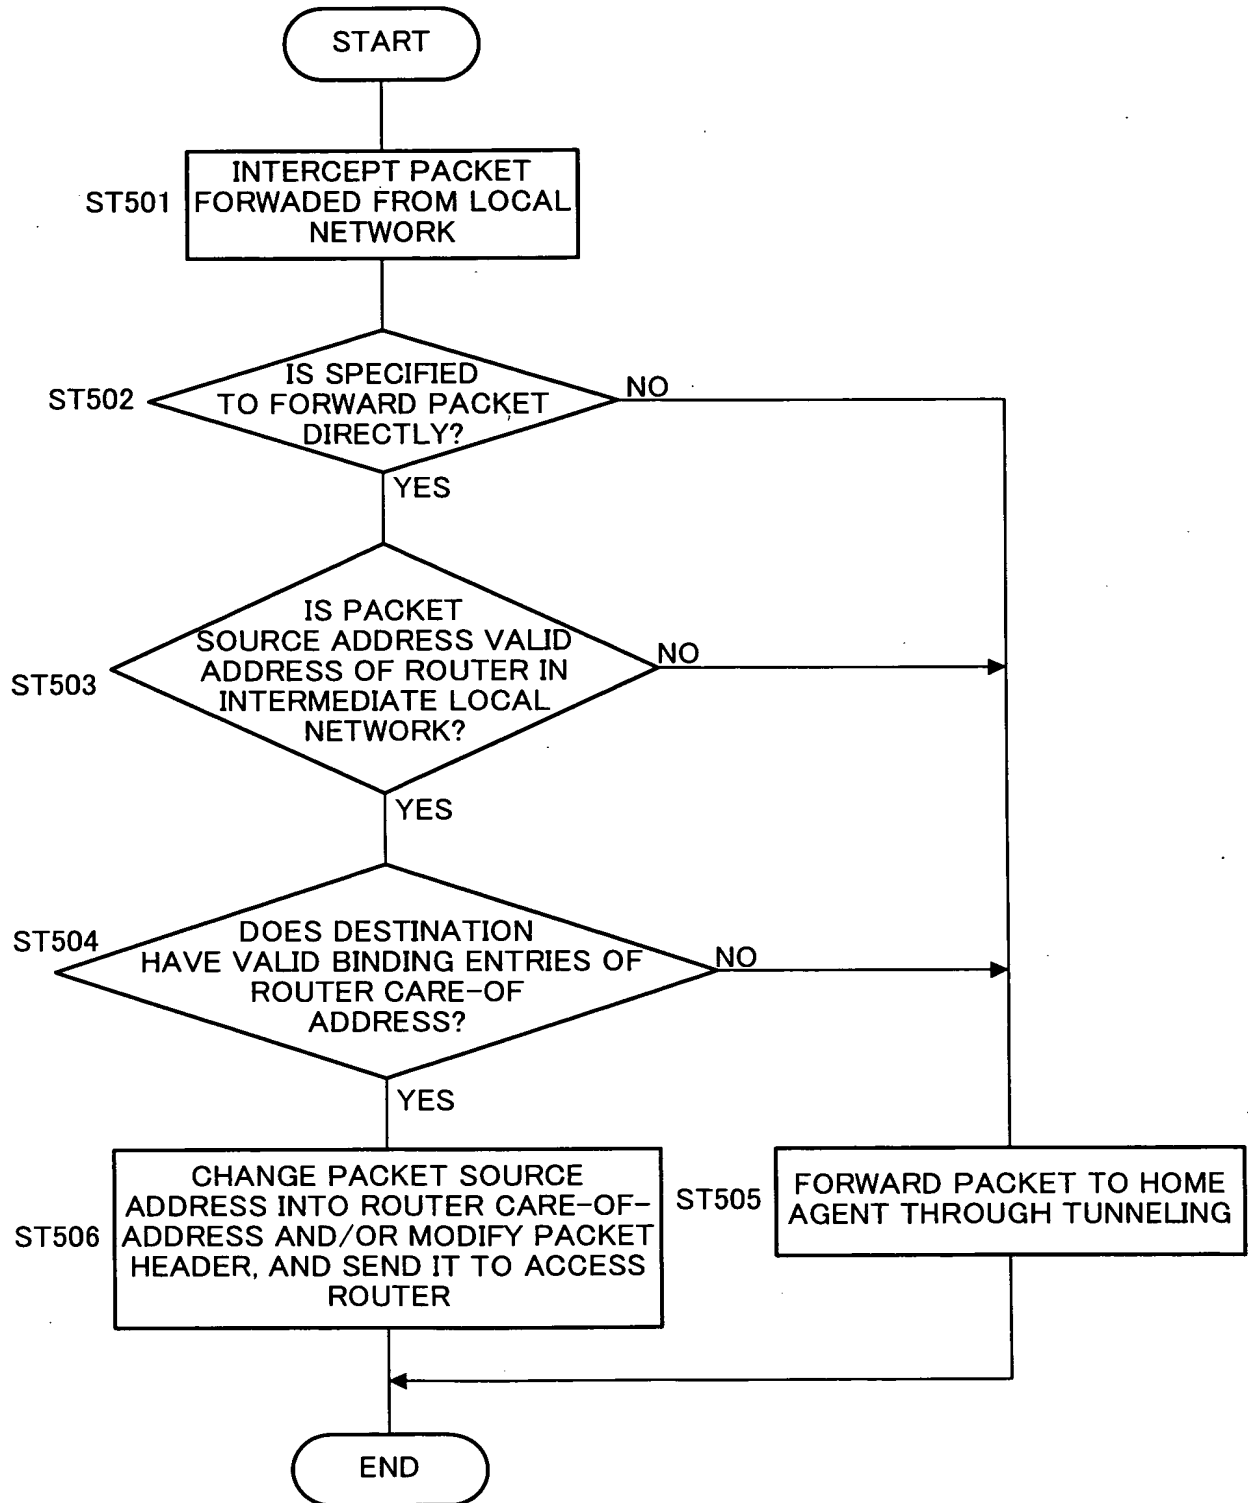 START
ST501
INTERCEPT PACKET
FORWADED FROM LOCAL
NETWORK
ST502
IS SPECIFIED
TO FORWARD PACKET
DIRECTLY?
NO
YES
ST503
IS PACKET
SOURCE ADDRESS VALID
ADDRESS OF ROUTER IN
INTERMEDIATE LOCAL
NETWORK?
NO
YES
ST504
DOES DESTINATION
HAVE VALID BINDING ENTRIES OF
ROUTER CARE-OF
ADDRESS?
NO
YES
ST506
CHANGE PACKET SOURCE
ADDRESS INTO ROUTER CARE-OF-
ADDRESS AND/OR MODIFY PACKET
HEADER, AND SEND IT TO ACCESS
ROUTER
ST505
FORWARD PACKET TO HOME
AGENT THROUGH TUNNELING
END